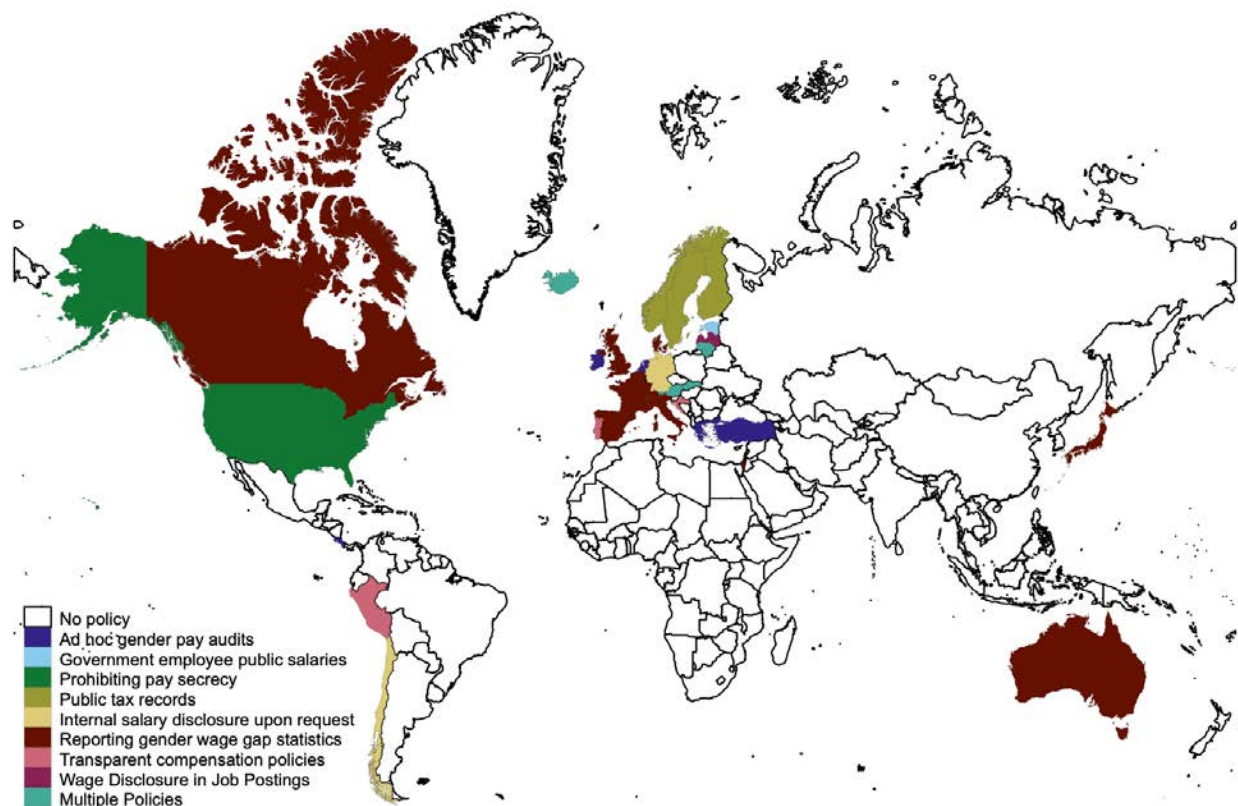 No policy
Ad hoc gender pay audits
Government employee public salaries
Prohibiting pay secrecy
Public tax records
Internal salary disclosure upon request
Reporting gender wage gap statistics
Transparent compensation policies
Wage Disclosure in Job Postings
Multiple Policies